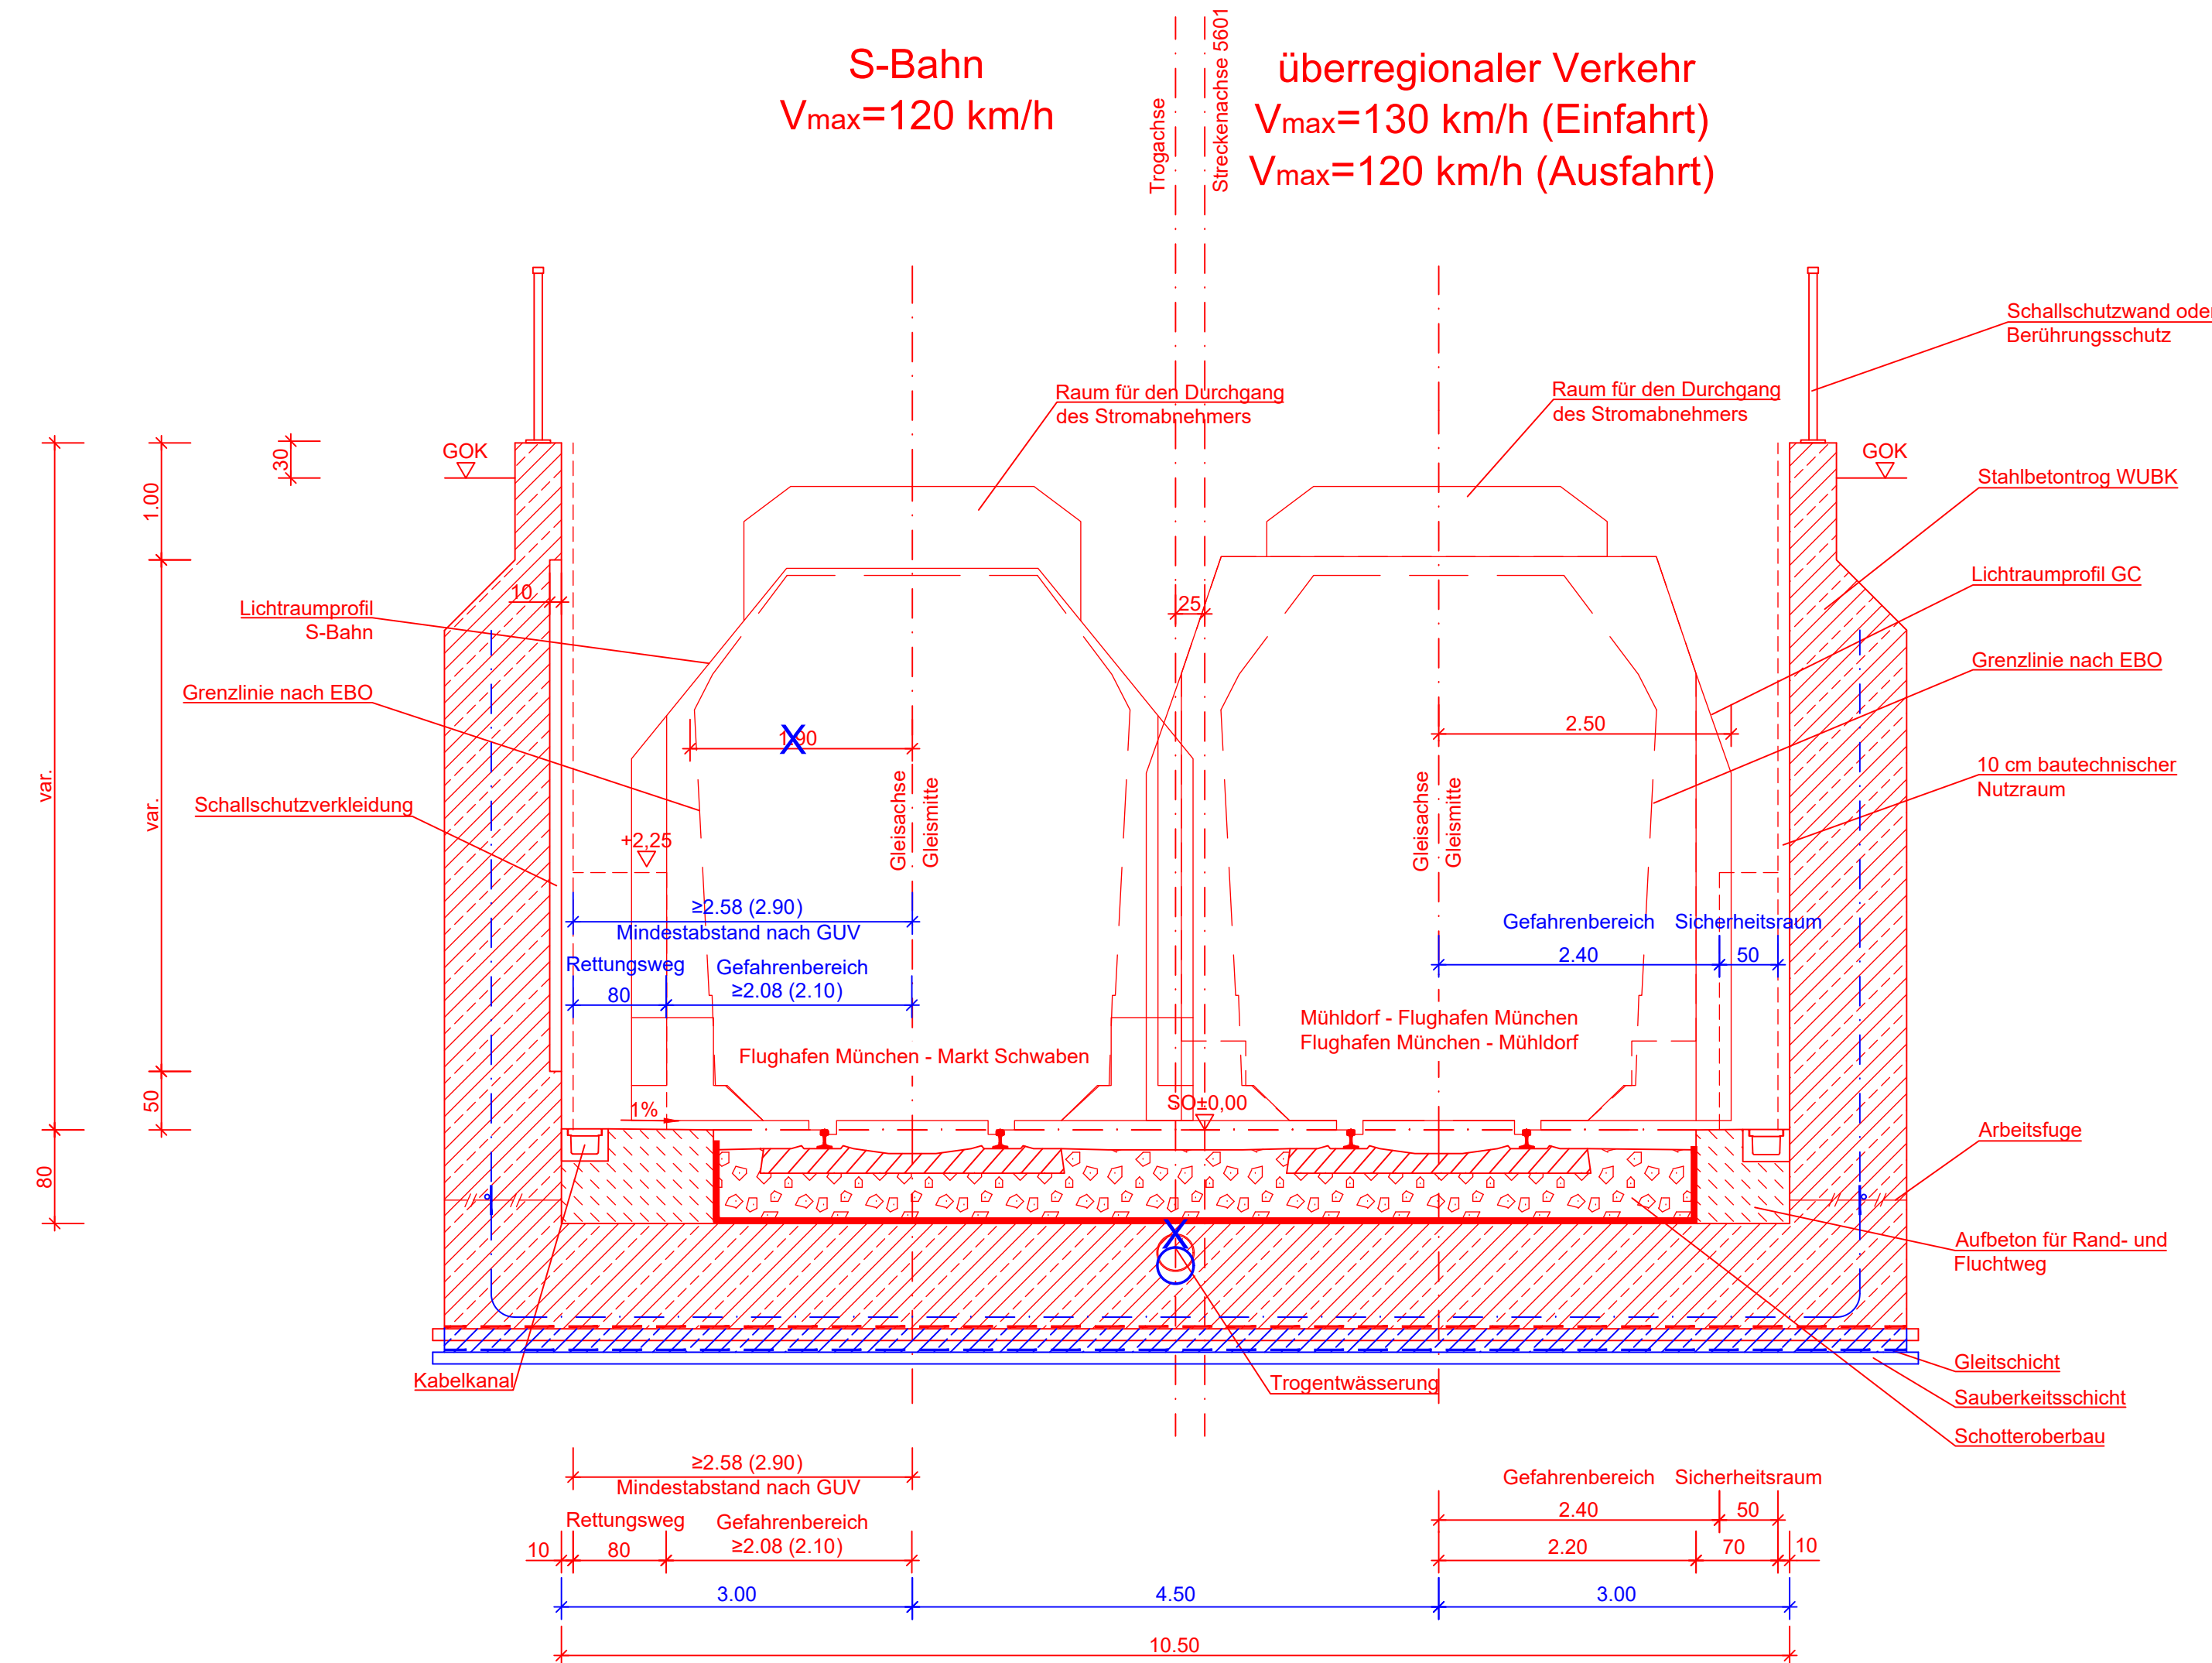 S-Bahn
Vmax=120 km/h
überregionaler Verkehr
Vmax=130 km/h (Einfahrt)
Vmax=120 km/h (Ausfahrt)
Trogachse
Streckenachse 5601
Schallschutzwand oder
Berührungsschutz
Raum für den Durchgang
des Stromabnehmers
Raum für den Durchgang
des Stromabnehmers
GOK
GOK
30
1.00
Stahlbetontrog WUBK
Lichtraumprofil GC
10
25
Lichtraumprofil
S-Bahn
Grenzlinie nach EBO
Grenzlinie nach EBO
1.90
X
2.50
var.
var.
10 cm bautechnischer
Nutzraum
Schallschutzverkleidung
Gleisachse
Gleismitte
Gleisachse
Gleismitte
+2,25
≥2.58 (2.90)
Mindestabstand nach GUV
Gefahrenbereich
Sicherheitsraum
2.40
50
Rettungsweg
Gefahrenbereich
80
≥2.08 (2.10)
Mühldorf - Flughafen München
Flughafen München - Mühldorf
Flughafen München - Markt Schwaben
50
1%
SO±0,00
Arbeitsfuge
80
X
Aufbeton für Rand- und
Fluchtweg
Gleitschicht
Kabelkanal
Trogentwässerung
Sauberkeitsschicht
Schotteroberbau
≥2.58 (2.90)
Mindestabstand nach GUV
Gefahrenbereich
Sicherheitsraum
2.40
50
Rettungsweg
Gefahrenbereich
10
80
≥2.08 (2.10)
2.20
70
10
3.00
4.50
3.00
10.50